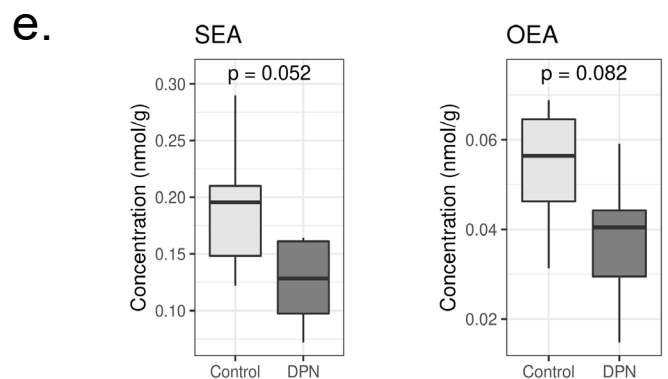 e.
SEA
p = 0.052
Concentration (nmol/g)
0.30
0.25
0.20
0.15
0.10
Control DPN
OEA
p = 0.082
Concentration (nmol/g)
0.06
0.04
0.02
Control DPN